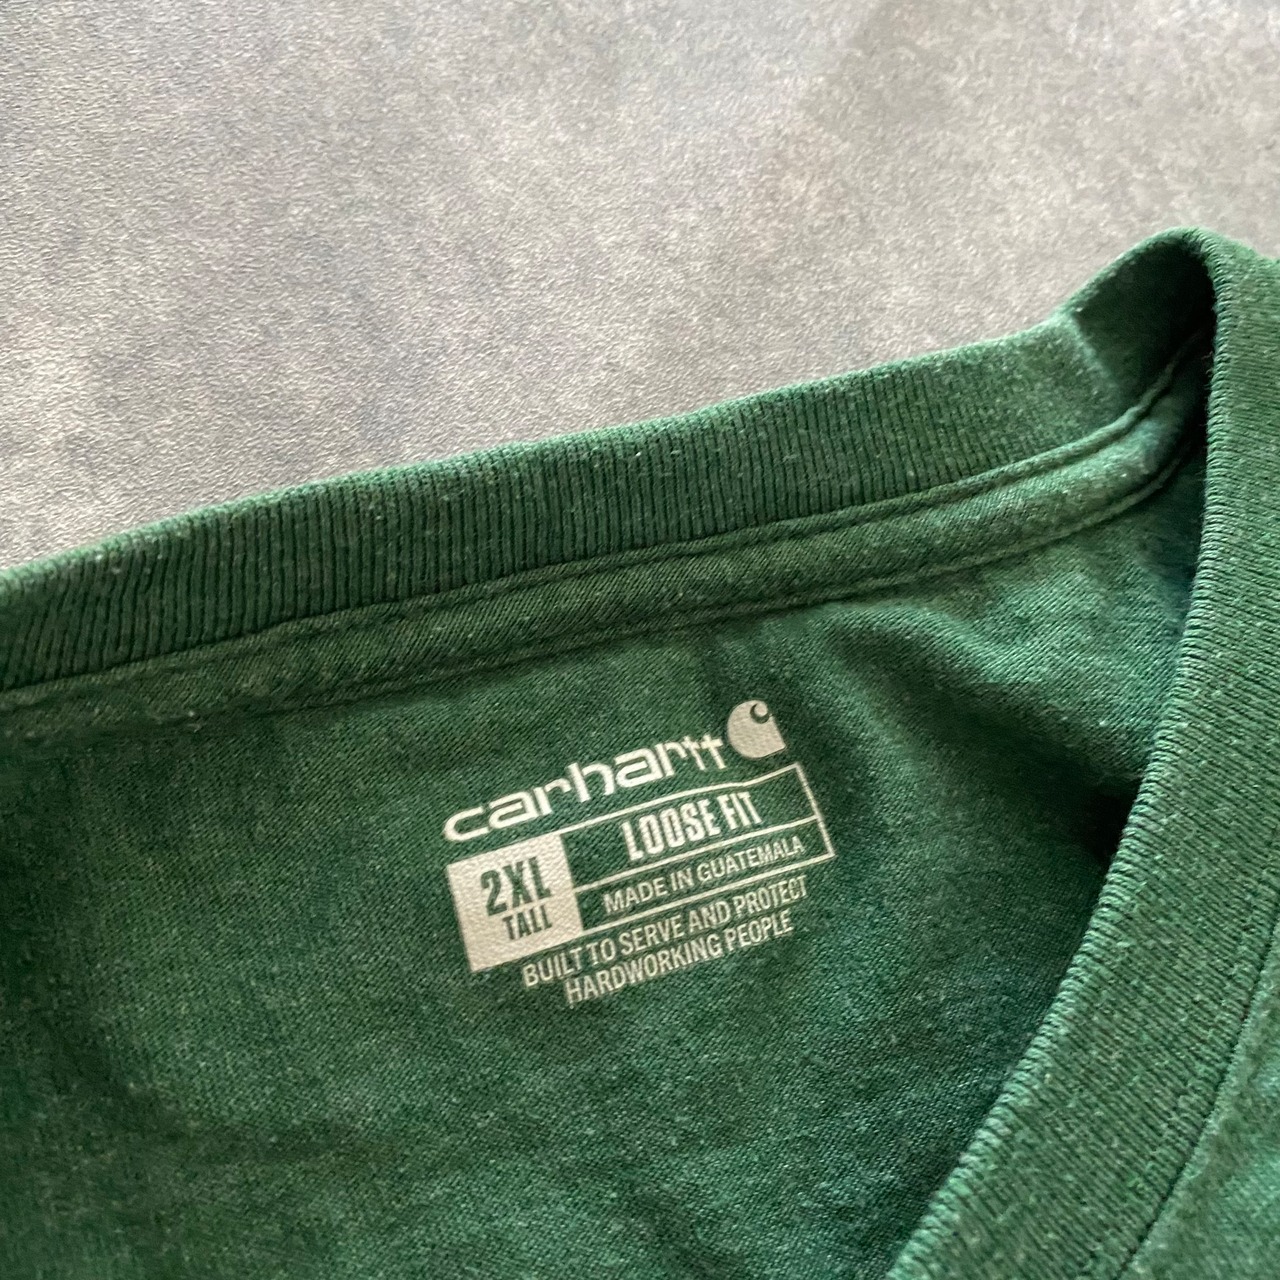 carhartt
LOOSE FIT
2XL
TALL
MADE IN GUATEMALA
BUILT TO SERVE AND PROTECT
HARDWORKING PEOPLE